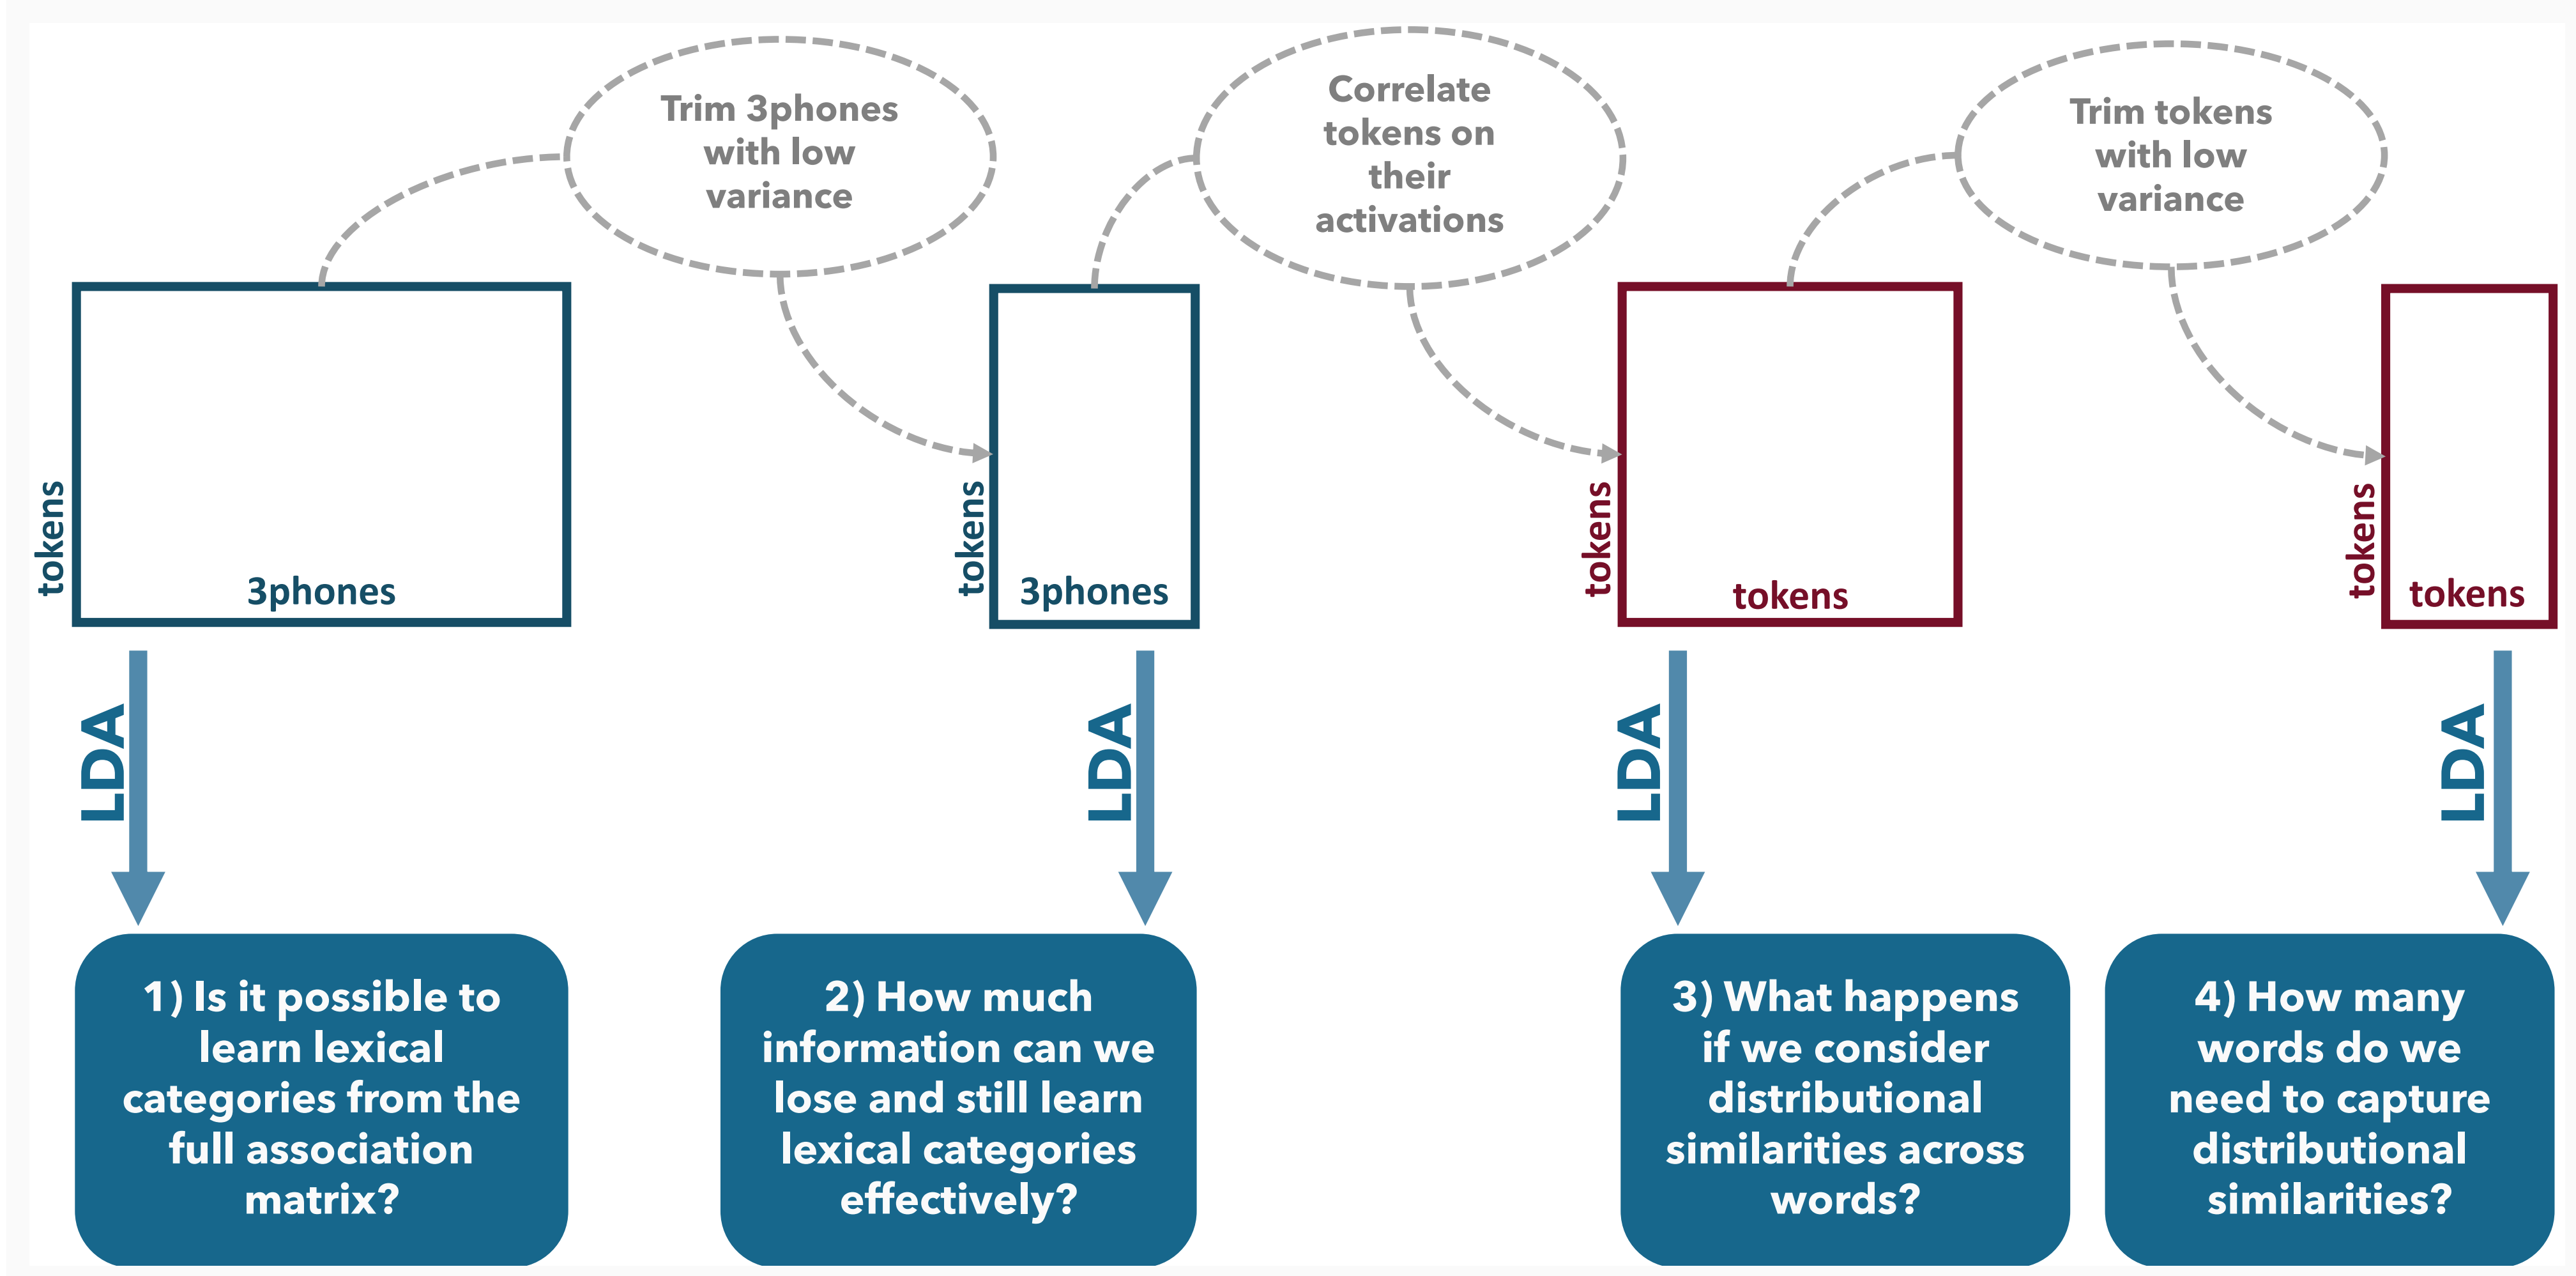 Trim 3phones
with low
variance
Correlate
tokens on
their
activations
Trim tokens
with low
variance
tokens
3phones
tokens
3phones
tokens
tokens
tokens
tokens
LDA
LDA
LDA
LDA
1) Is it possible to
learn lexical
categories from the
full association
matrix?
2) How much
information can we
lose and still learn
lexical categories
effectively?
3) What happens
if we consider
distributional
similarities across
words?
4) How many
words do we
need to capture
distributional
similarities?